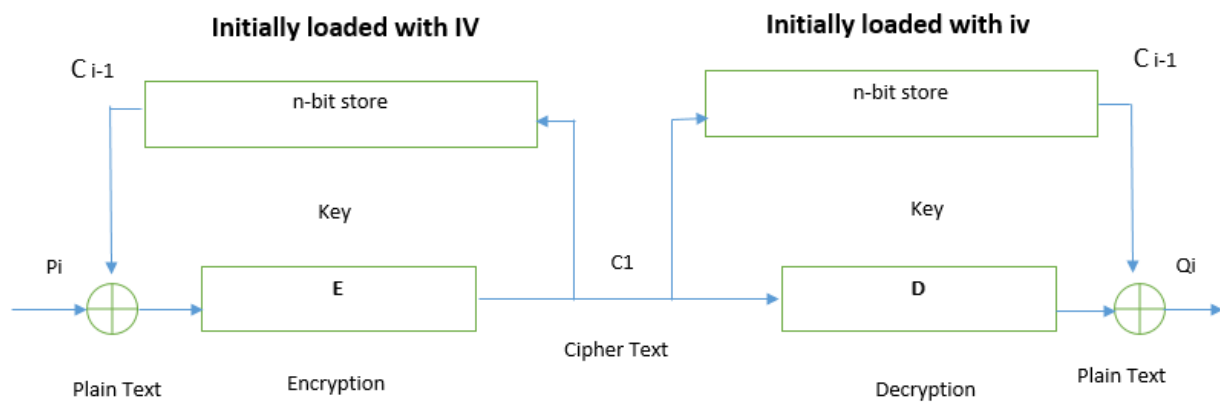 Initially loaded with IV
Initially loaded with iv
C i-1
C i-1
n-bit store
n-bit store
Key
Key
Pi
C1
Qi
E
D
Cipher Text
Plain Text
Encryption
Decryption
Plain Text